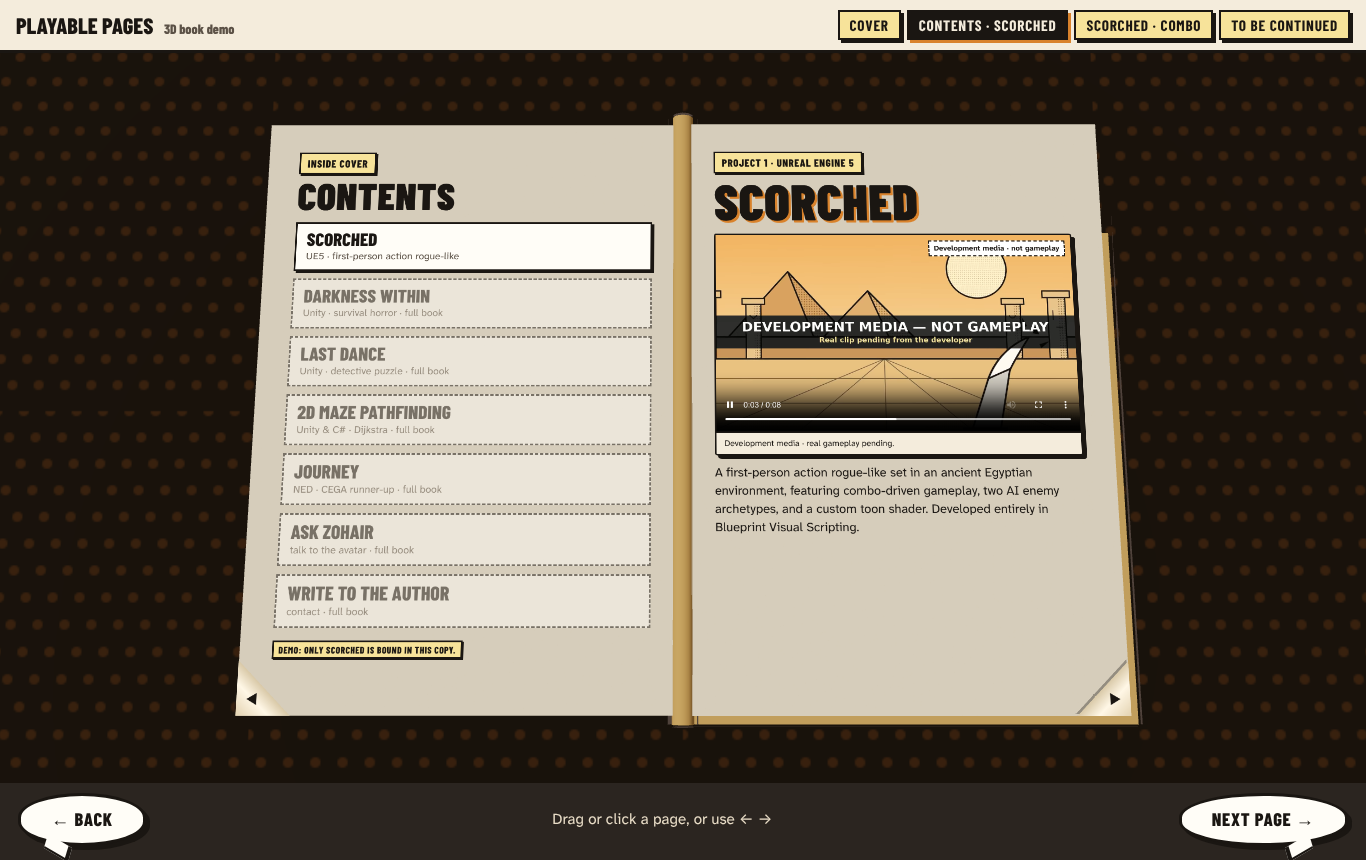 PLAYABLE PAGES 3D book demo
COVER
CONTENTS · SCORCHED
SCORCHED · COMBO
TO BE CONTINUED
INSIDE COVER
CONTENTS
SCORCHED
UE5 · first-person action rogue-like
DARKNESS WITHIN
Unity · survival horror · full book
LAST DANCE
Unity · detective puzzle · full book
2D MAZE PATHFINDING
Unity & C# · Dijkstra · full book
JOURNEY
NED · CEGA runner-up · full book
ASK ZOHAIR
talk to the avatar · full book
WRITE TO THE AUTHOR
contact · full book
DEMO: ONLY SCORCHED IS BOUND IN THIS COPY.
PROJECT 1 · UNREAL ENGINE 5
SCORCHED
Development media · not gameplay
DEVELOPMENT MEDIA — NOT GAMEPLAY
Real clip pending from the developer
0:03 / 0:08
Development media · real gameplay pending.
A first-person action rogue-like set in an ancient Egyptian
environment, featuring combo-driven gameplay, two AI enemy
archetypes, and a custom toon shader. Developed entirely in
Blueprint Visual Scripting.
← BACK
Drag or click a page, or use ← →
NEXT PAGE →